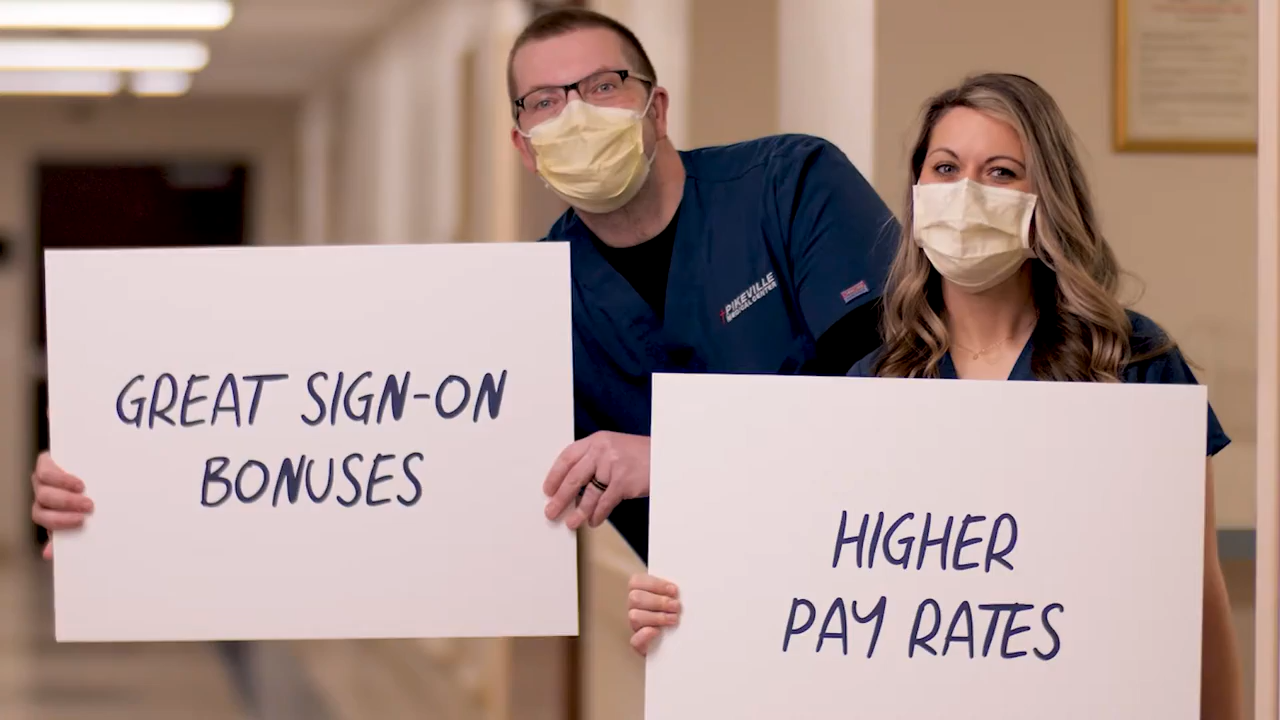 GREAT SIGN-ON
BONUSES
PIKEVILLE
MEDICAL CENTER
HIGHER
PAY RATES